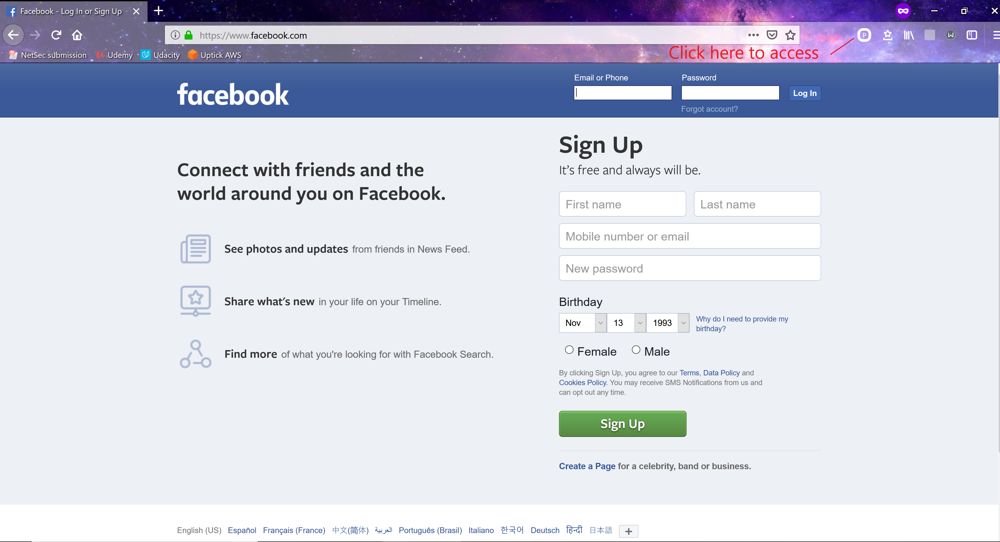 Facebook - Log In or Sign Up
https://www.facebook.com
NetSec submission Udemy Udacity Uptick AWS
Click here to access
facebook
Email or Phone Password
Log In
Forgot account?
Sign Up
It's free and always will be.
Connect with friends and the
world around you on Facebook.
First name Last name
Mobile number or email
New password
See photos and updates from friends in News Feed.
Share what's new in your life on your Timeline.
Find more of what you're looking for with Facebook Search.
Birthday
Nov 13 1993
Why do I need to provide my
birthday?
Female Male
By clicking Sign Up, you agree to our Terms, Data Policy and
Cookies Policy. You may receive SMS Notifications from us and
can opt out any time.
Sign Up
Create a Page for a celebrity, band or business.
English (US) Español Français (France) 中文(简体) العربية Português (Brasil) Italiano 한국어 Deutsch हिन्दी 日本語